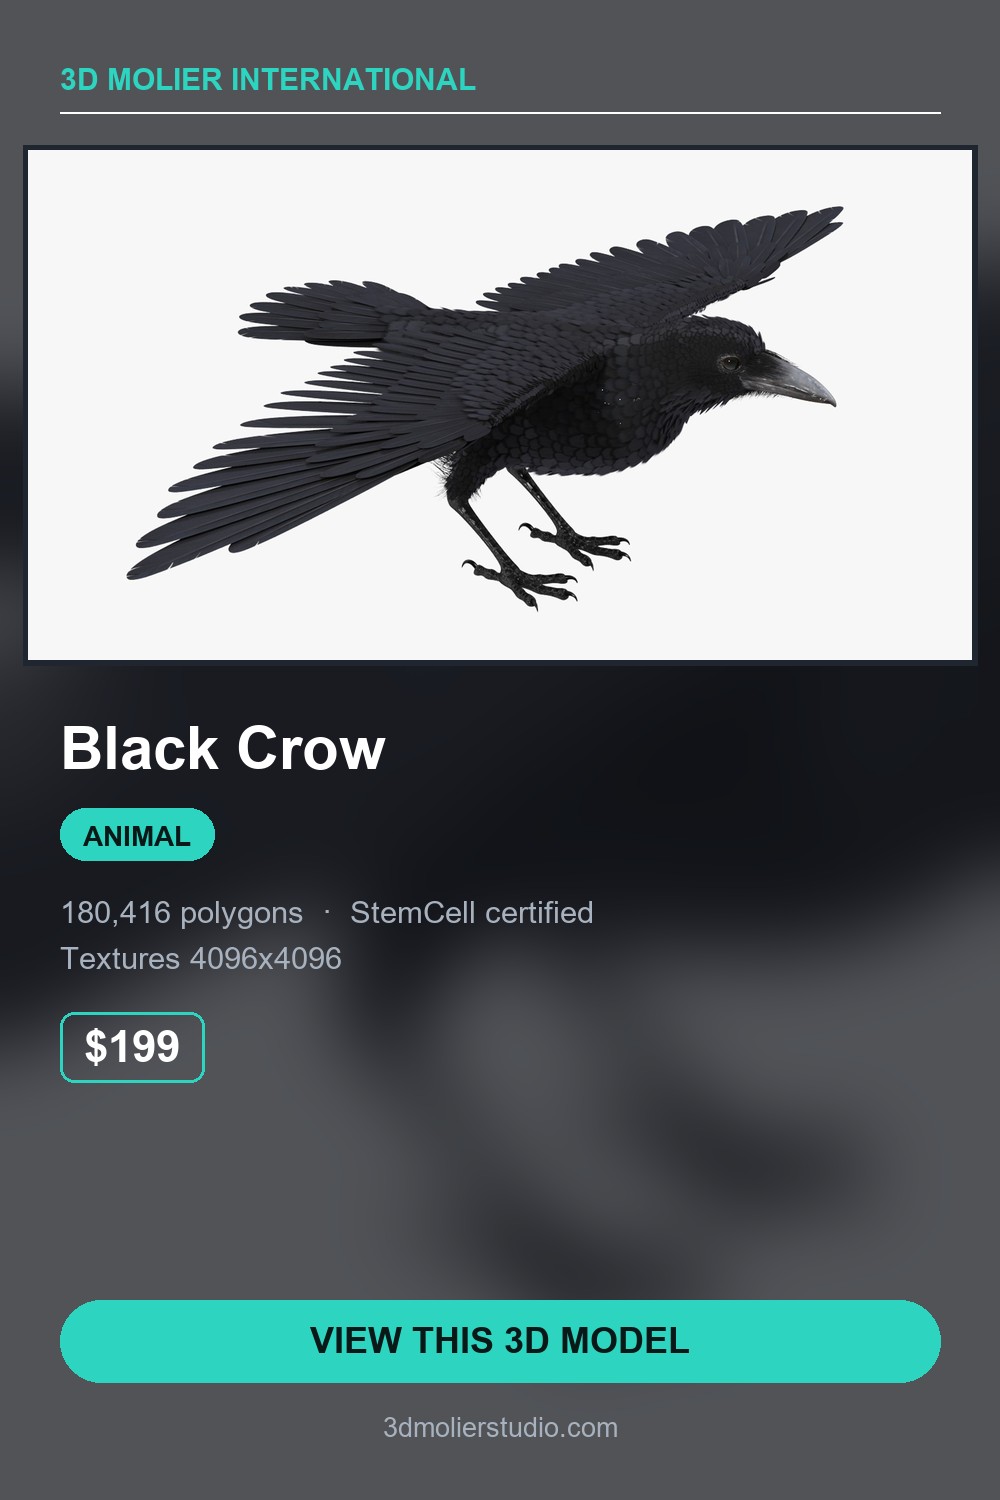 3D MOLIER INTERNATIONAL
Black Crow
ANIMAL
180,416 polygons · StemCell certified
Textures 4096x4096
$199
VIEW THIS 3D MODEL
3dmolierstudio.com